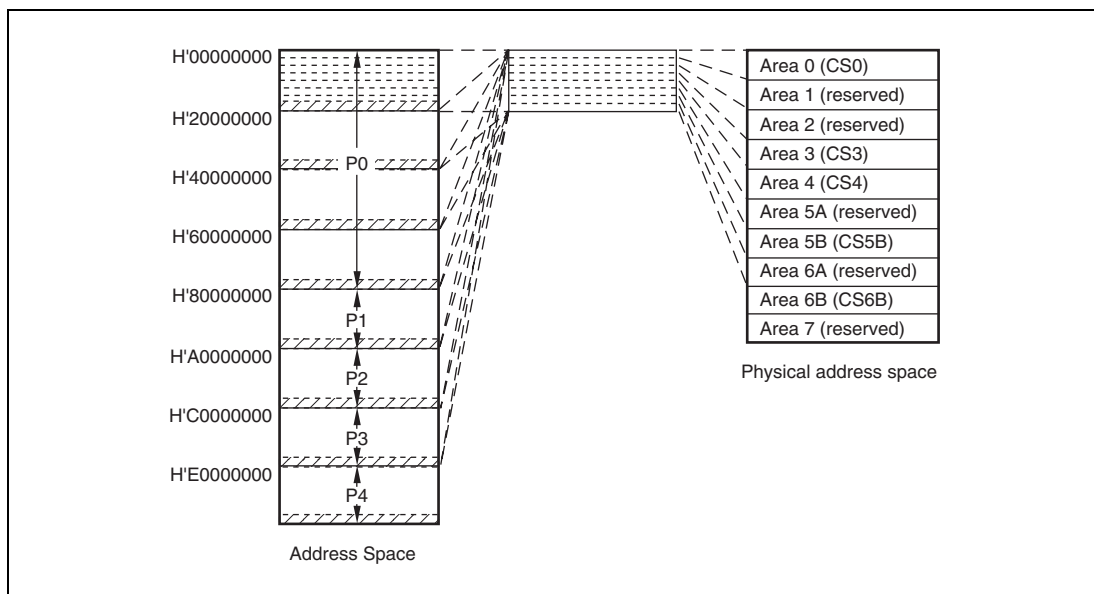 H'00000000
H'20000000
H'40000000
H'60000000
H'80000000
H'A0000000
H'C0000000
H'E0000000
P0
P1
P2
P3
P4
Address Space
Area 0 (CS0)
Area 1 (reserved)
Area 2 (reserved)
Area 3 (CS3)
Area 4 (CS4)
Area 5A (reserved)
Area 5B (CS5B)
Area 6A (reserved)
Area 6B (CS6B)
Area 7 (reserved)
Physical address space